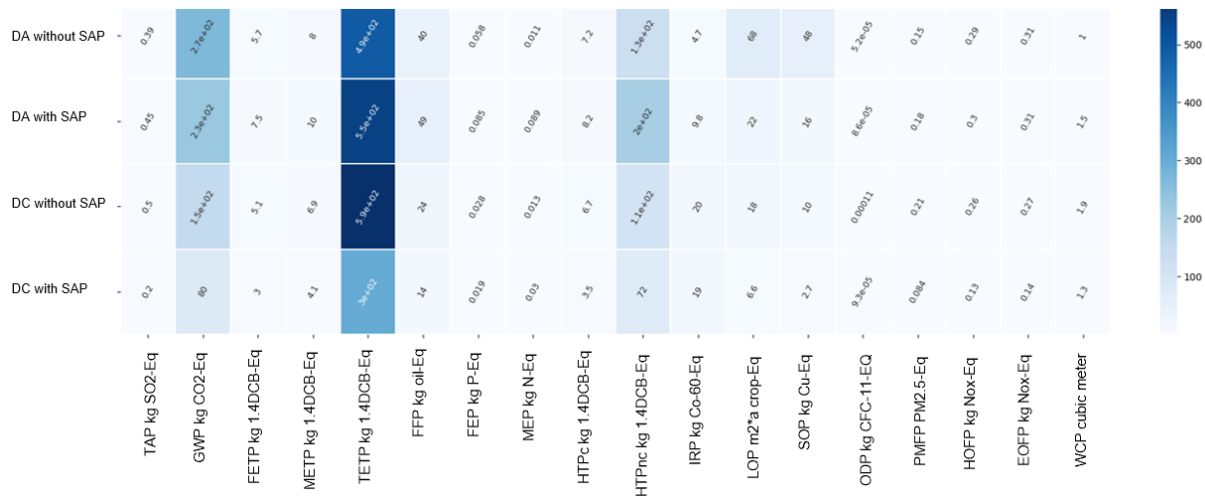 DA without SAP 0.39 2.7e+02 5.7 8 4.9e+02 40 0.058 0.011 7.2 1.3e+02 4.7 68 48 5.2e-05 0.15 0.29 0.31 1
DA with SAP 0.45 2.3e+02 7.5 10 5.5e+02 49 0.085 0.089 8.2 2e+02 9.8 22 16 8.6e-05 0.18 0.3 0.31 1.5
DC without SAP 0.5 1.5e+02 5.1 6.9 5.9e+02 24 0.028 0.013 6.7 1.1e+02 20 18 10 0.00011 0.21 0.26 0.27 1.9
DC with SAP 0.2 80 3 4.1 3e+02 14 0.019 0.03 3.5 72 19 6.6 2.7 9.3e-05 0.084 0.13 0.14 1.3
TAP kg SO2-Eq
GWP kg CO2-Eq
FETP kg 1.4DCB-Eq
METP kg 1.4DCB-Eq
TETP kg 1.4DCB-Eq
FFP kg oil-Eq
FEP kg P-Eq
MEP kg N-Eq
HTPc kg 1.4DCB-Eq
HTPnc kg 1.4DCB-Eq
IRP kg Co-60-Eq
LOP m2*a crop-Eq
SOP kg Cu-Eq
ODP kg CFC-11-EQ
PMFP PM2.5-Eq
HOFP kg Nox-Eq
EOFP kg Nox-Eq
WCP cubic meter
500
400
300
200
100